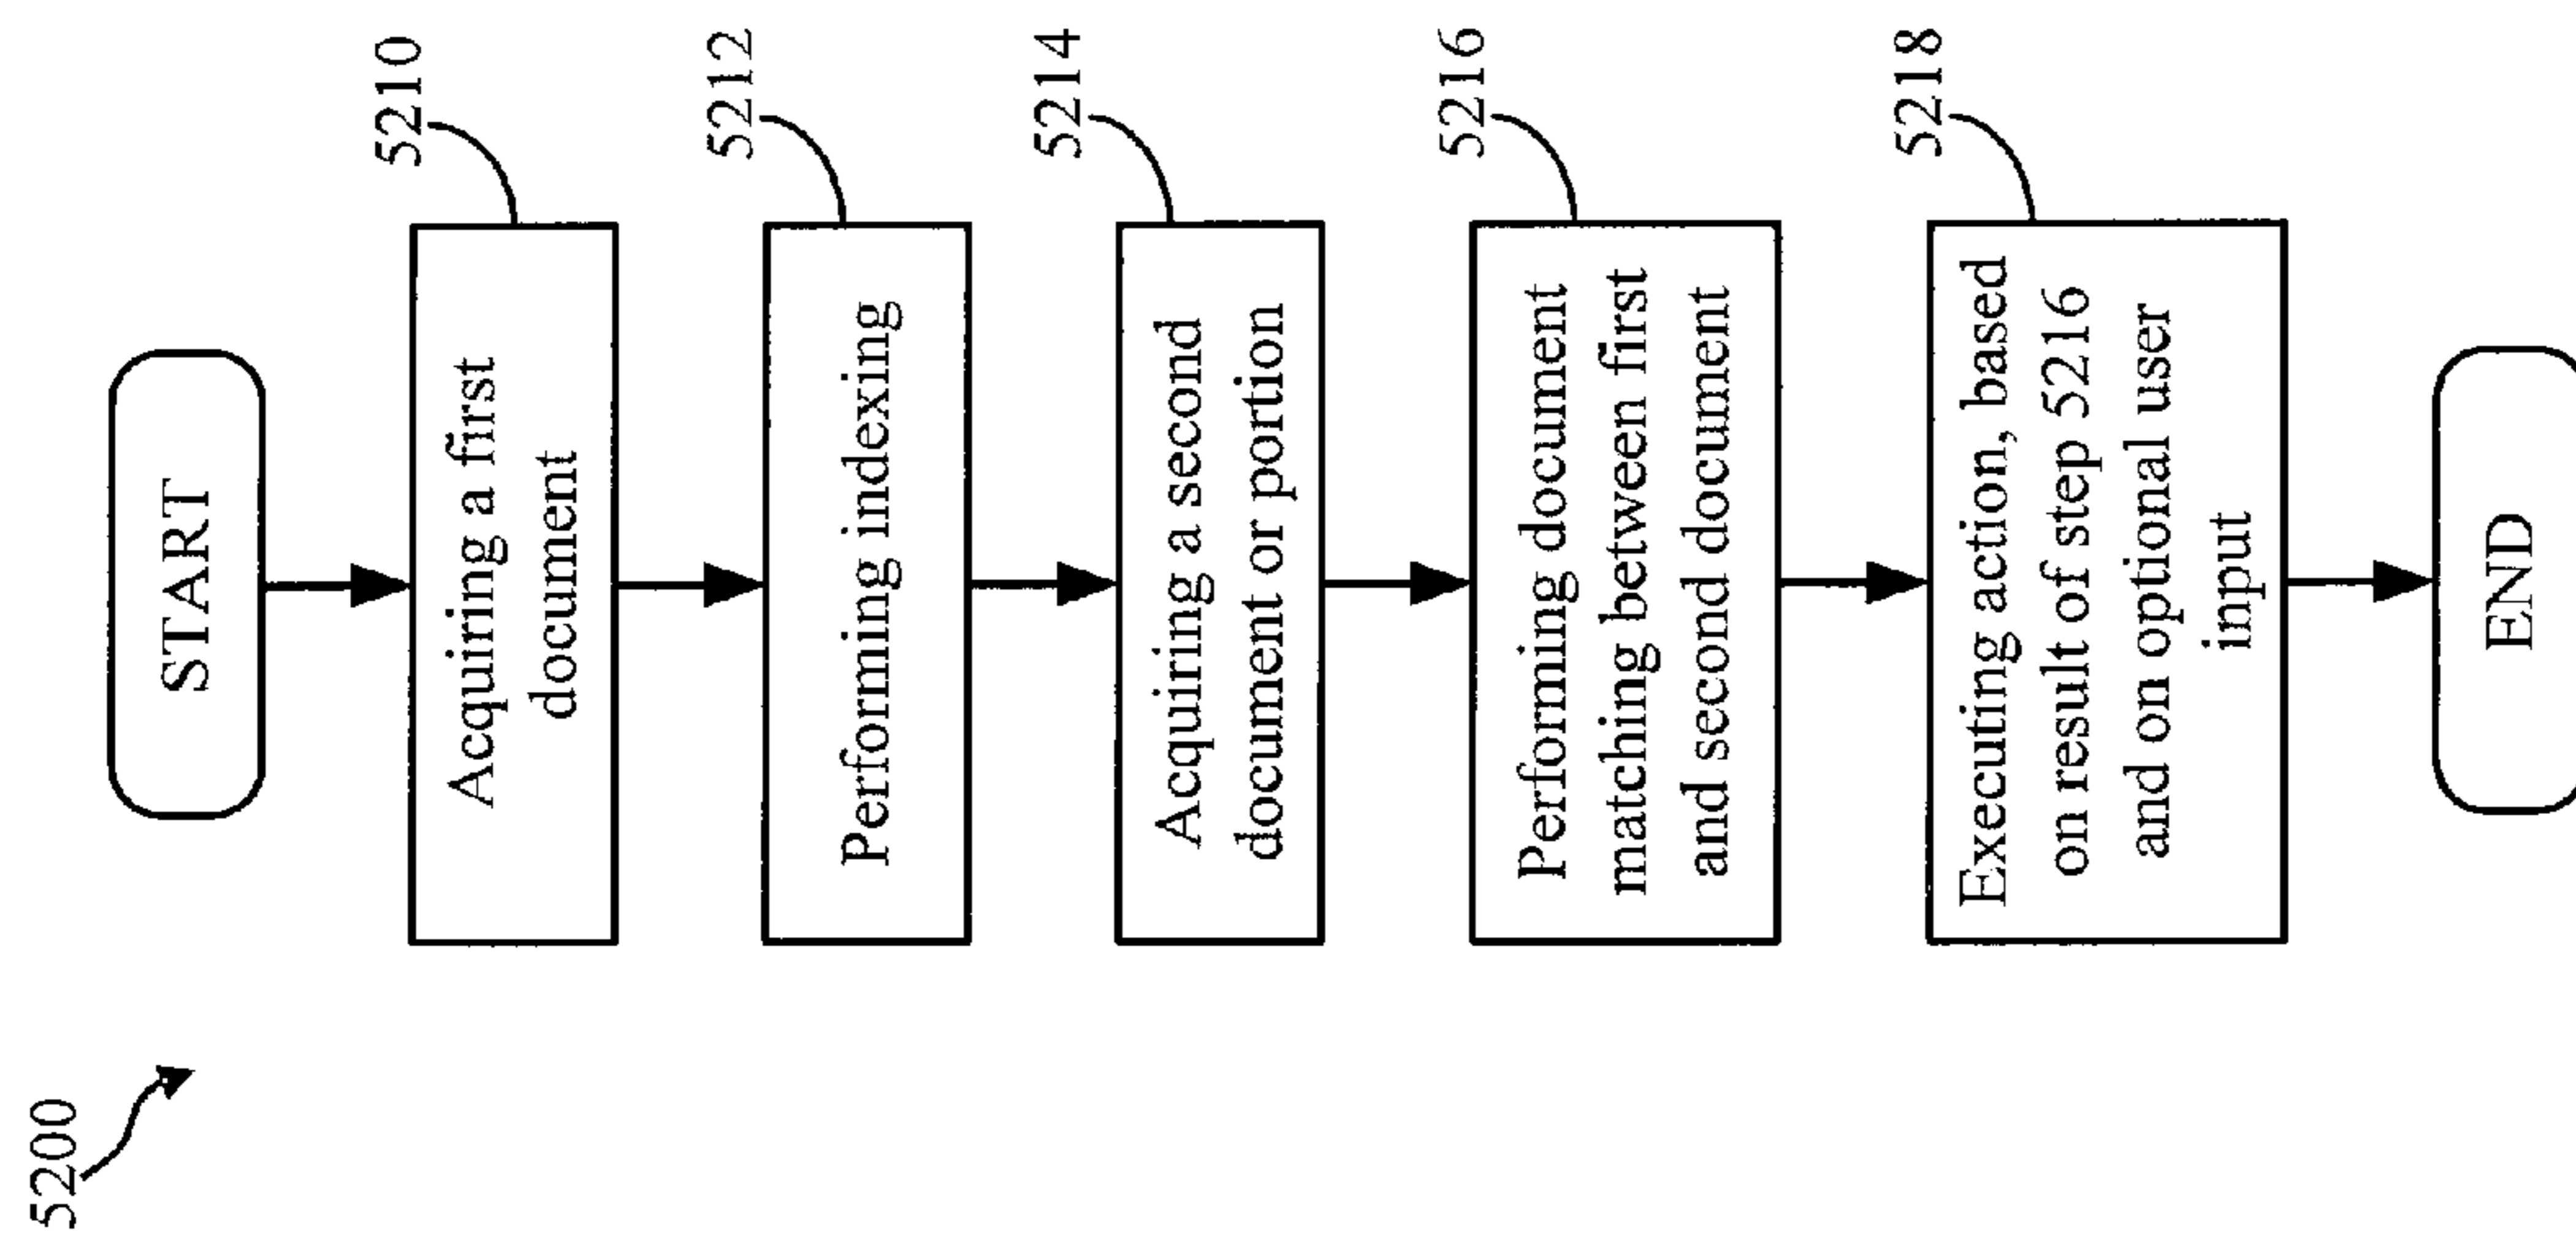 5200
START
5210
Acquiring a first
document
5212
Performing indexing
5214
Acquiring a second
document or portion
5216
Performing document
matching between first
and second document
5218
Executing action, based
on result of step 5216
and on optional user
input
END